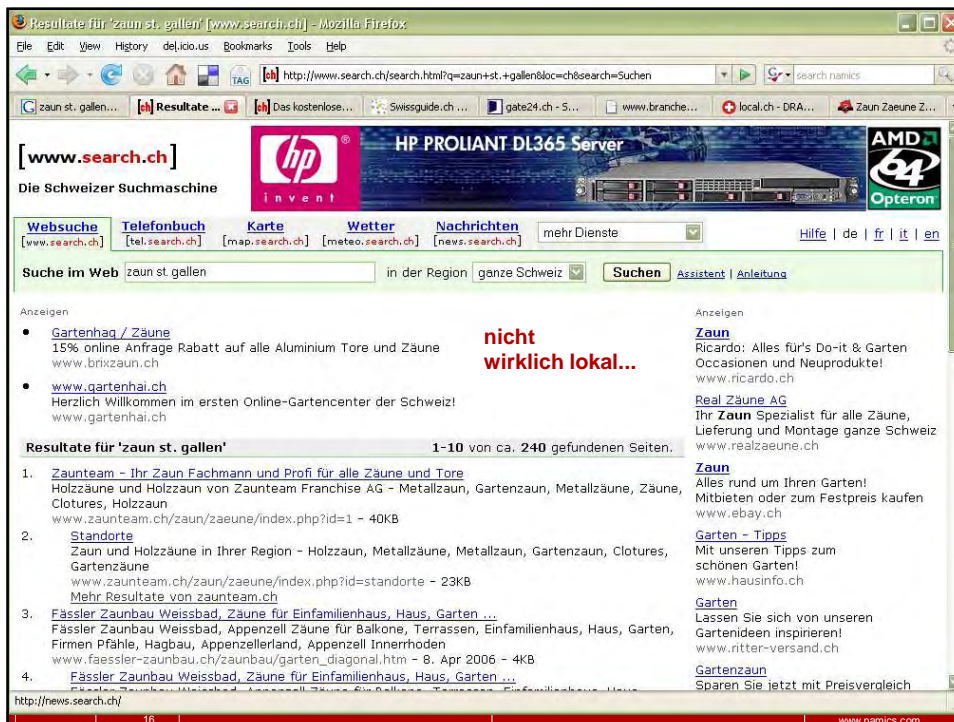 Resultate für 'zaun st. gallen' [www.search.ch] - Mozilla Firefox
File Edit View History del.icio.us Bookmarks Tools Help
TAG [ch] http://www.search.ch/search.html?q=zaun+st.+gallen&loc=ch&search=Suchen search namics
zaun st. gallen... [ch] Resultate ... [ch] Das kostenlose... Swissguide.ch ... gate24.ch - S... www.branche... local.ch - DRA... Zaun Zaeune Z...
[www.search.ch]
Die Schweizer Suchmaschine
hp ®
invent
HP PROLIANT DL365 Server
AMD
64
Opteron
Websuche Telefonbuch Karte Wetter Nachrichten mehr Dienste Hilfe | de | fr | it | en
[www.search.ch] [tel.search.ch] [map.search.ch] [meteo.search.ch] [news.search.ch]
Suche im Web zaun st.gallen in der Region ganze Schweiz Suchen Assistent | Anleitung
Anzeigen
• Gartenhag / Zäune
15% online Anfrage Rabatt auf alle Aluminium Tore und Zäune
www.brixzaun.ch
• www.gartenhai.ch
Herzlich Willkommen im ersten Online-Gartencenter der Schweiz!
www.gartenhai.ch
nicht
wirklich lokal...
Resultate für 'zaun st. gallen' 1-10 von ca. 240 gefundenen Seiten.
1. Zaunteam - Ihr Zaun Fachmann und Profi für alle Zäune und Tore
Holzzäune und Holzzaun von Zaunteam Franchise AG - Metallzaun, Gartenzaun, Metallzäune, Zäune,
Clotures, Holzzaun
www.zaunteam.ch/zaun/zaeune/index.php?id=1 - 40KB
2. Standorte
Zaun und Holzzäune in Ihrer Region - Holzzaun, Metallzäune, Metallzaun, Gartenzaun, Clotures,
Gartenzäune
www.zaunteam.ch/zaun/zaeune/index.php?id=standorte - 23KB
Mehr Resultate von zaunteam.ch
3. Fässler Zaunbau Weissbad, Zäune für Einfamilienhaus, Haus, Garten ...
Fässler Zaunbau Weissbad, Appenzell Zäune für Balkone, Terrassen, Einfamilienhaus, Haus, Garten,
Firmen Pfähle, Hagbau, Appenzellerland, Appenzell Innerrhoden
www.faessler-zaunbau.ch/zaunbau/garten_diagonal.htm - 8. Apr 2006 - 4KB
4. Fässler Zaunbau Weissbad, Zäune für Einfamilienhaus, Haus, Garten ...
Fässler Zaunbau Weissbad, Appenzell Zäune für Balkone, Terrassen, Einfamilienhaus, Haus
Anzeigen
Zaun
Ricardo: Alles für's Do-it & Garten
Occasionen und Neuprodukte!
www.ricardo.ch
Real Zäune AG
Ihr Zaun Spezialist für alle Zäune,
Lieferung und Montage ganze Schweiz
www.realzaeune.ch
Zaun
Alles rund um Ihren Garten!
Mitbieten oder zum Festpreis kaufen
www.ebay.ch
Garten - Tipps
Mit unseren Tipps zum
schönen Garten!
www.hausinfo.ch
Garten
Lassen Sie sich von unseren
Gartenideen inspirieren!
www.ritter-versand.ch
Gartenzaun
Sparen Sie jetzt mit Preisvergleich
http://news.search.ch/
16 www.namics.com